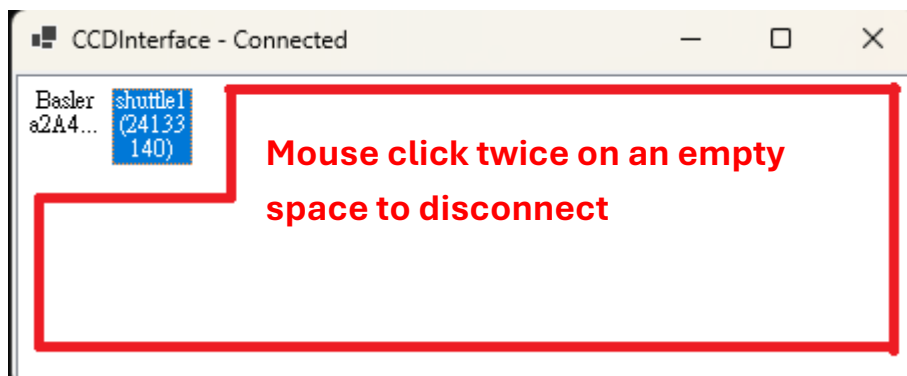 CCDInterface - Connected
Basler
a2A4...
shuttle1
(24133
140)
Mouse click twice on an empty
space to disconnect